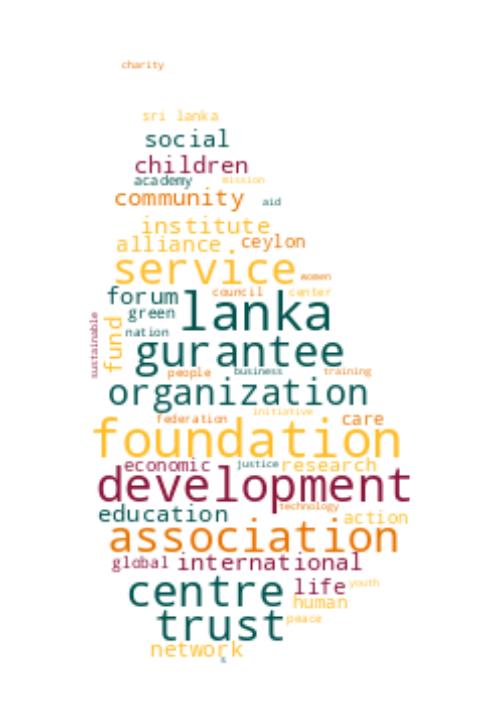 charity
sri lanka
social
children
academy mission
community aid
institute
alliance ceylon
service women
forum council center
lanka
green
sustainable fund nation
gurantee
people business training
organization
federation initiative care
foundation
economic justice research
development
technology
education action
association
global international
centre life youth
human
trust peace
network